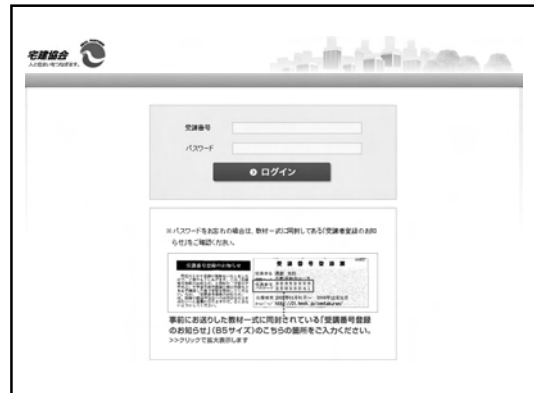 宅建協会
人と住まいをつなぎます。
受講番号
パスワード
ログイン
※パスワードをお忘れの場合は、教材一式に同封してある「受講者登録のお知
らせ」をご確認ください。
受講番号登録のお知らせ
受講番号登録票
事前にお送りした教材一式に同封されている「受講番号登録
のお知らせ」(B5サイズ)のこちらの箇所をご入力ください。
>>クリックで拡大表示します